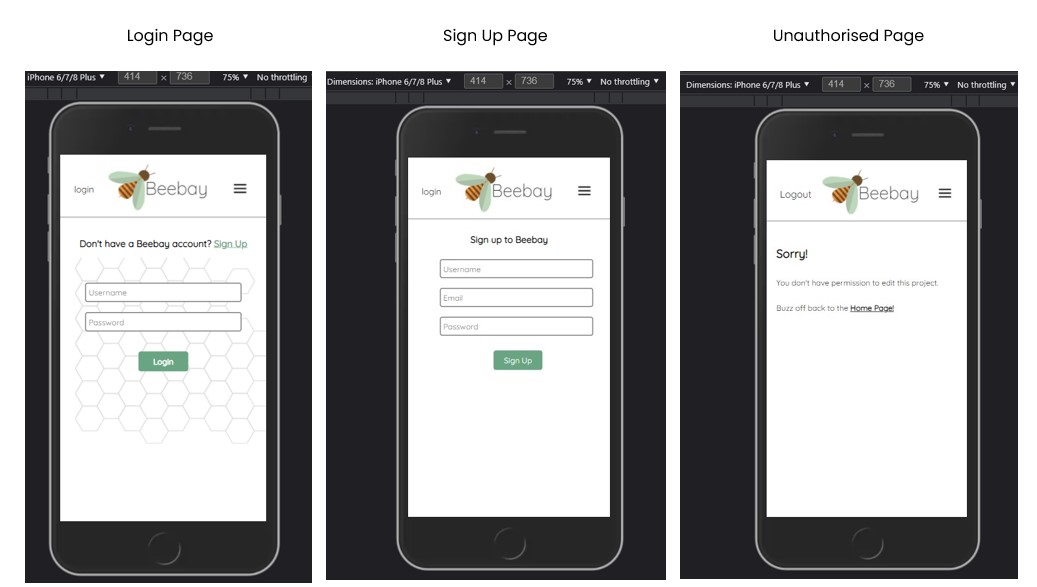 Login Page
iPhone 6/7/8 Plus ▼ 414 × 736 75% ▼ No throttling
login Beebay
Don't have a Beebay account? Sign Up
Username
Password
Login
Sign Up Page
Dimensions: iPhone 6/7/8 Plus ▼ 414 × 736 75% ▼ No throttling ▼
login Beebay
Sign up to Beebay
Username
Email
Password
Sign Up
Unauthorised Page
Dimensions: iPhone 6/7/8 Plus ▼ 414 × 736 75% ▼ No throttling ▼
Logout Beebay
Sorry!
You don't have permission to edit this project.
Buzz off back to the Home Page!